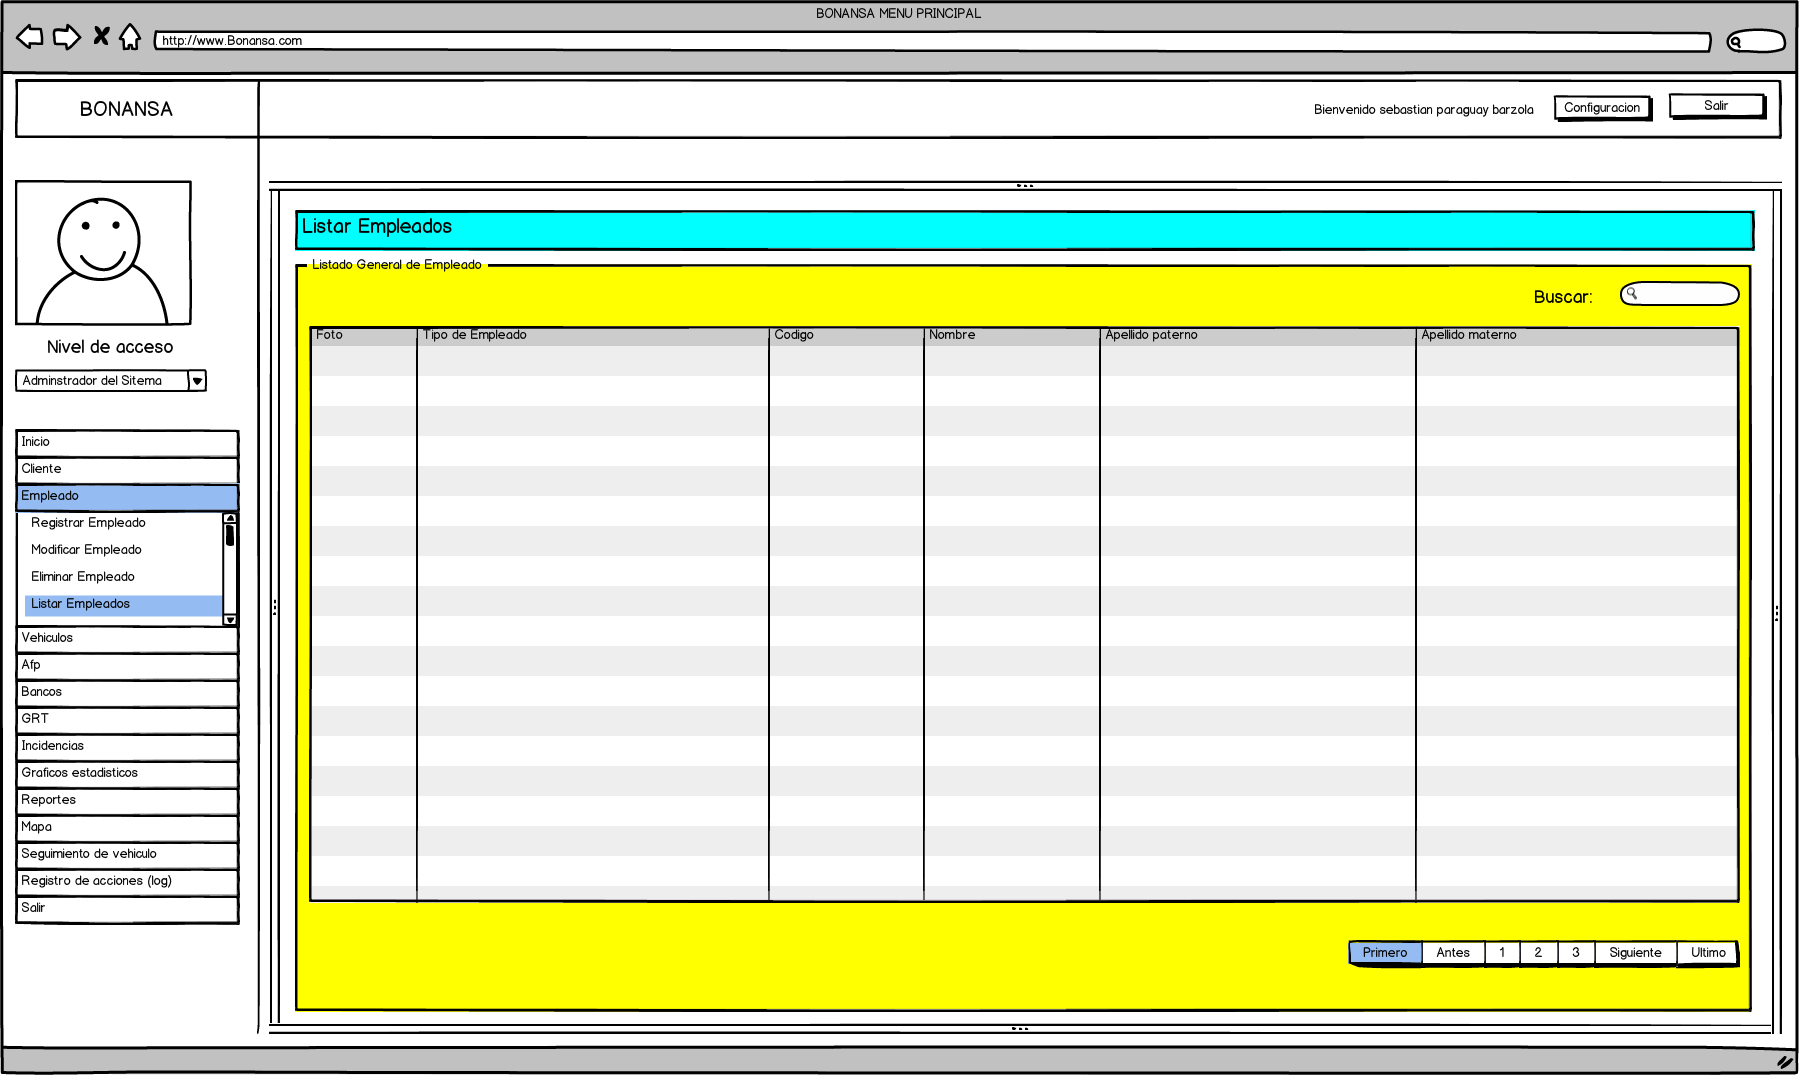 BONANSA MENU PRINCIPAL
http://www.Bonansa.com
BONANSA
Bienvenido sebastian paraguay barzola
Configuracion
Salir
Nivel de acceso
Adminstrador del Sitema
Inicio
Cliente
Empleado
Registrar Empleado
Modificar Empleado
Eliminar Empleado
Listar Empleados
Vehiculos
Afp
Bancos
GRT
Incidencias
Graficos estadisticos
Reportes
Mapa
Seguimiento de vehiculo
Registro de acciones (log)
Salir
Listar Empleados
Listado General de Empleado
Buscar:
Foto Tipo de Empleado Codigo Nombre Apellido paterno Apellido materno
Primero Antes 1 2 3 Siguiente Ultimo